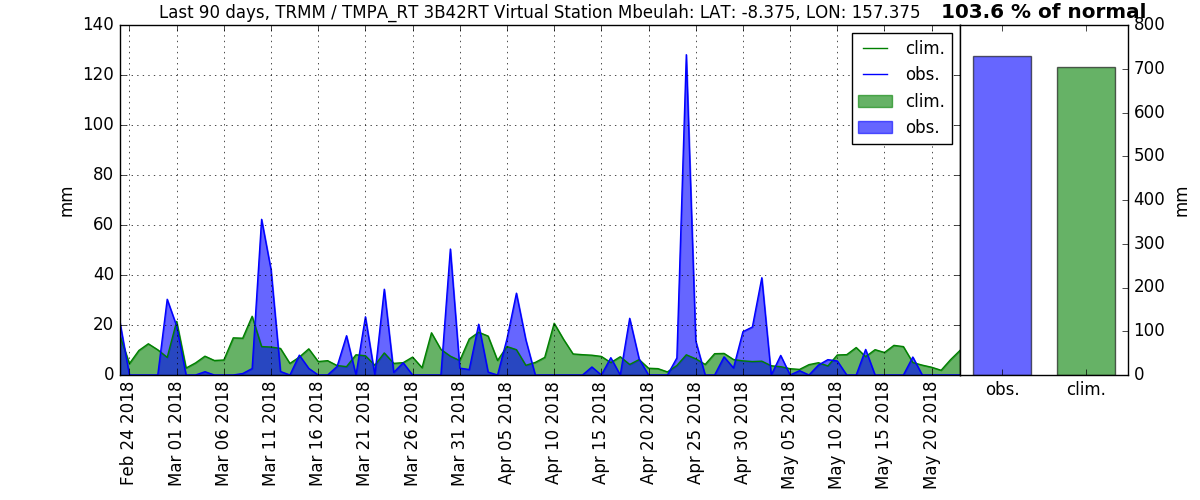 Last 90 days, TRMM / TMPA_RT 3B42RT Virtual Station Mbeulah: LAT: -8.375, LON: 157.375
103.6 % of normal
140
120
100
80
60
40
20
0
mm
clim.
obs.
clim.
obs.
Feb 24 2018
Mar 01 2018
Mar 06 2018
Mar 11 2018
Mar 16 2018
Mar 21 2018
Mar 26 2018
Mar 31 2018
Apr 05 2018
Apr 10 2018
Apr 15 2018
Apr 20 2018
Apr 25 2018
Apr 30 2018
May 05 2018
May 10 2018
May 15 2018
May 20 2018
800
700
600
500
400
300
200
100
0
mm
obs.
clim.